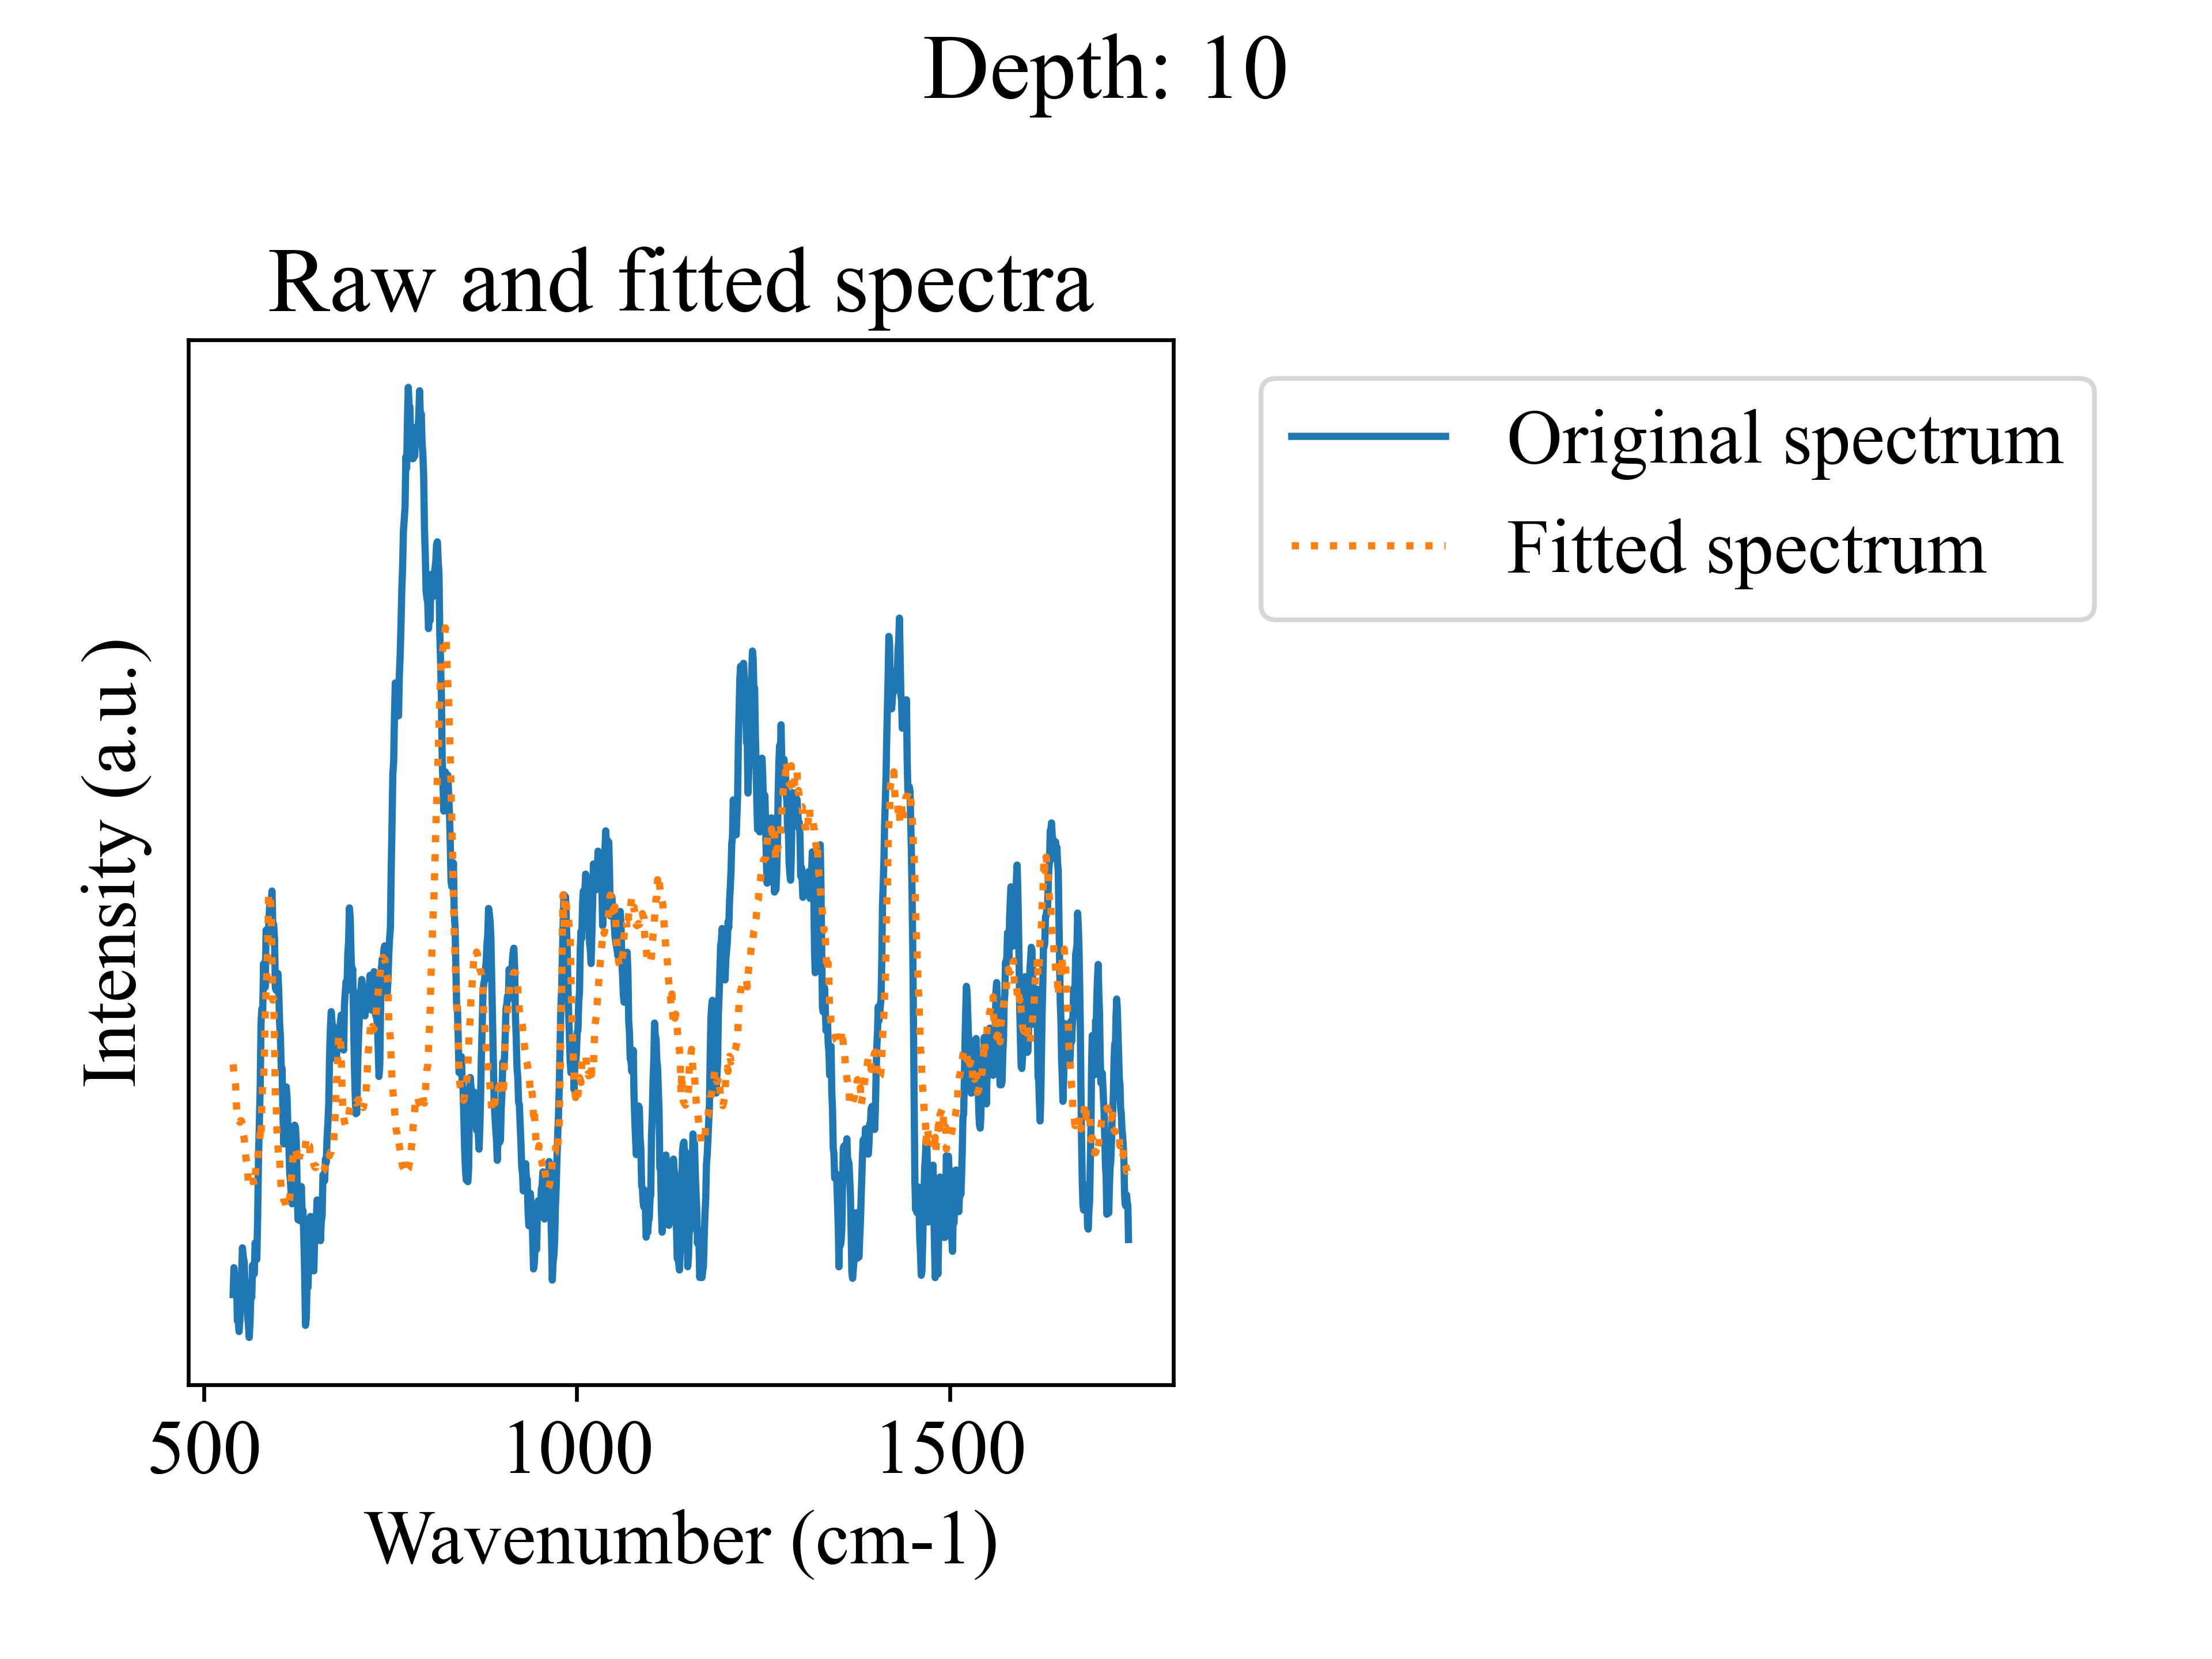 Depth: 10
Raw and fitted spectra
Original spectrum
Fitted spectrum
Intensity (a.u.)
500 1000 1500
Wavenumber (cm-1)